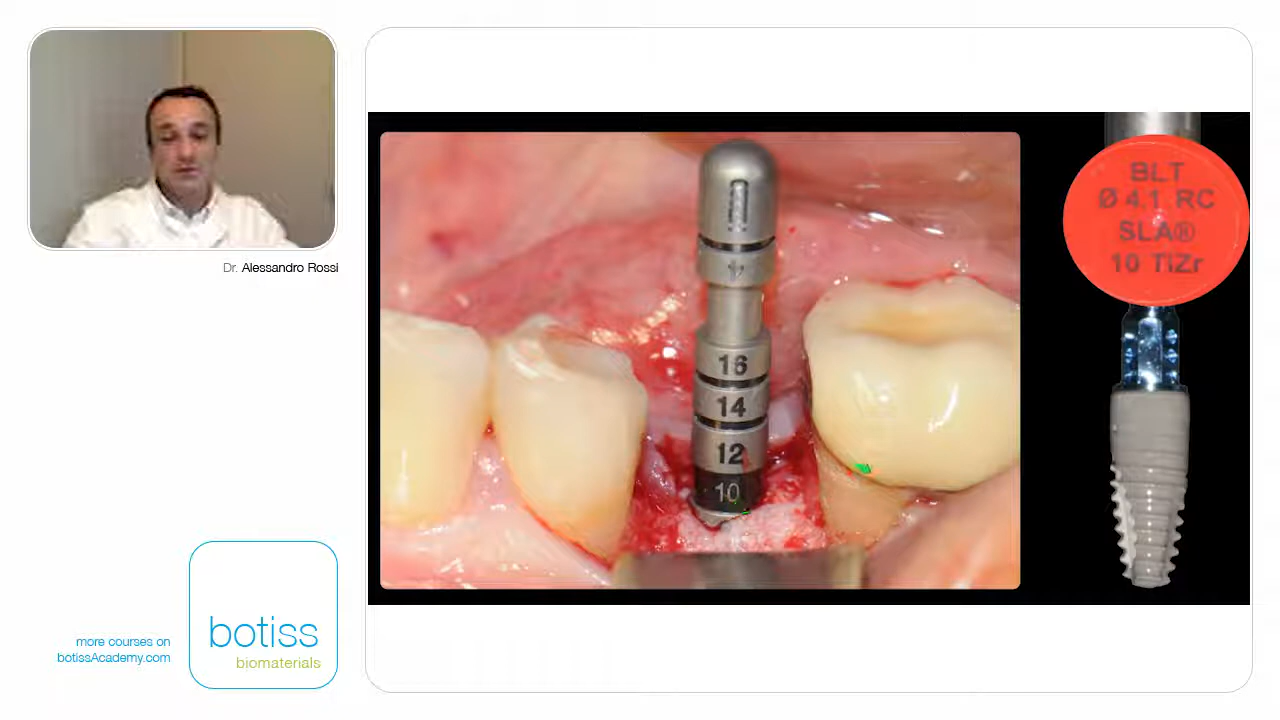 Dr. Alessandro Rossi
more courses on
botissAcademy.com
botiss
biomaterials
4
16
14
12
10
BLT
Ø 4.1 RC
SLA®
10 TiZr